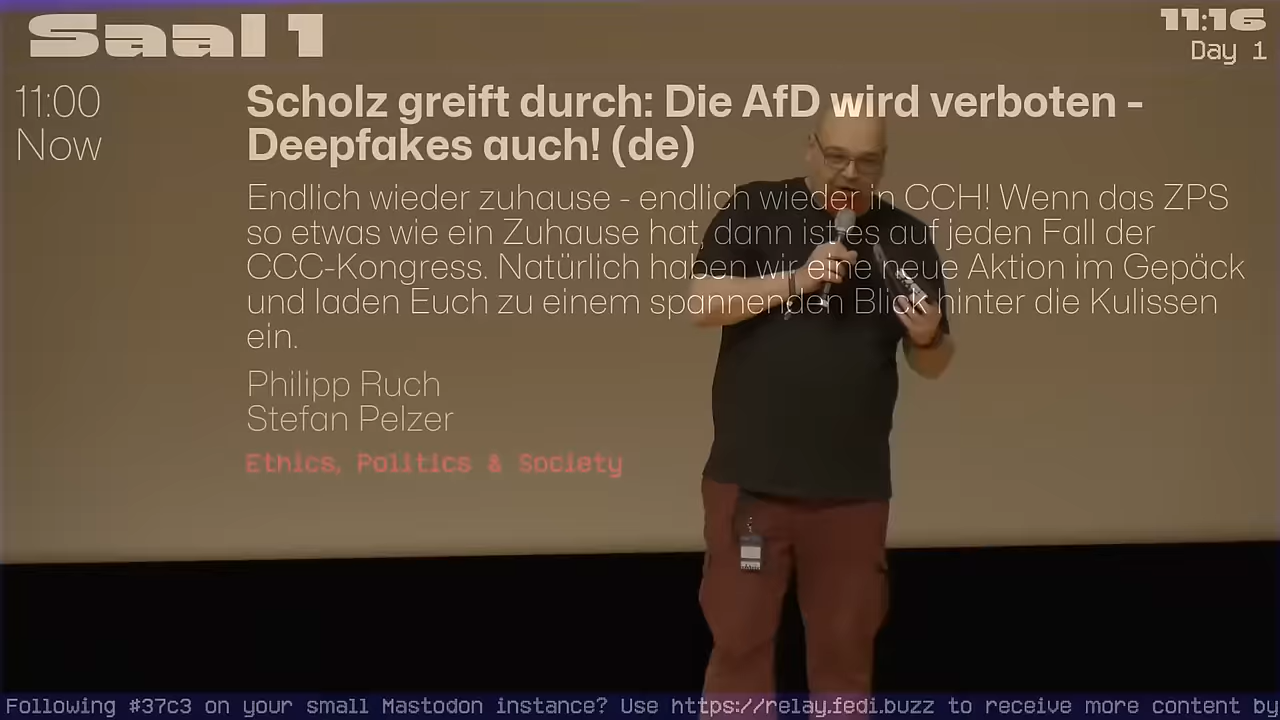 Saal 1
11:16
Day 1
11:00
Now
Scholz greift durch: Die AfD wird verboten -
Deepfakes auch! (de)
Endlich wieder zuhause - endlich wieder in CCH! Wenn das ZPS
so etwas wie ein Zuhause hat, dann ist es auf jeden Fall der
CCC-Kongress. Natürlich haben wir eine neue Aktion im Gepäck
und laden Euch zu einem spannenden Blick hinter die Kulissen
ein.
Philipp Ruch
Stefan Pelzer
Ethics, Politics & Society
Following #37c3 on your small Mastodon instance? Use https://relay.fedi.buzz to receive more content by